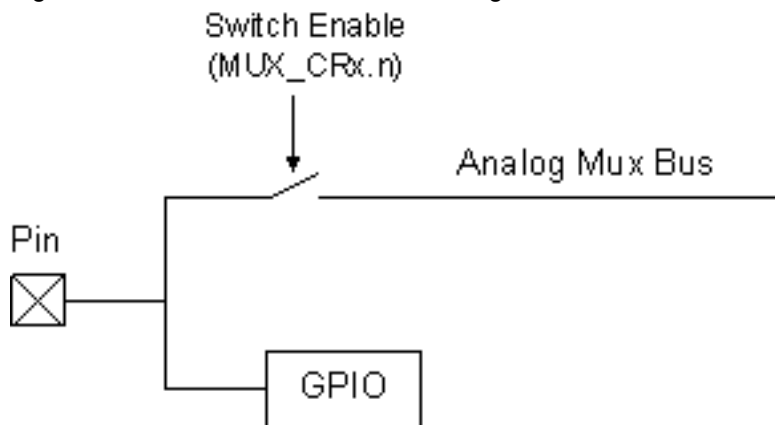 Switch Enable
(MUX_CRx.n)
Analog Mux Bus
Pin
GPIO